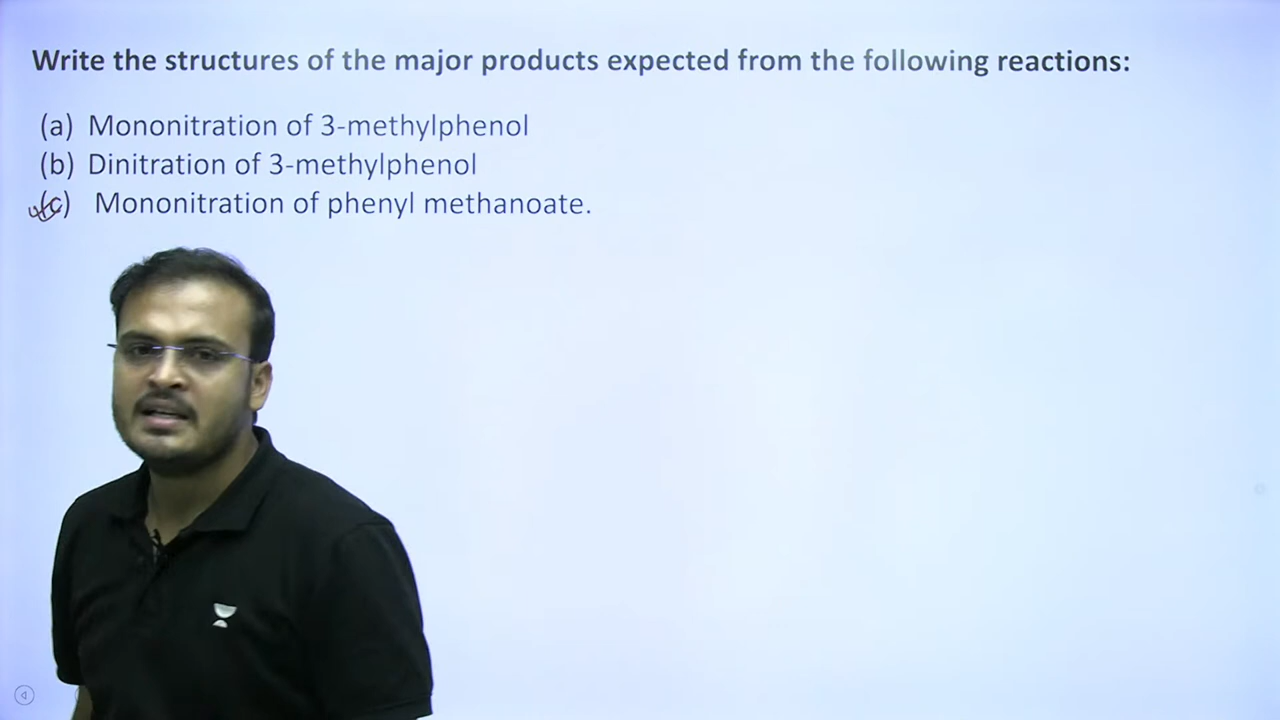 Write the structures of the major products expected from the following reactions:
(a) Mononitration of 3-methylphenol
(b) Dinitration of 3-methylphenol
(c) Mononitration of phenyl methanoate.